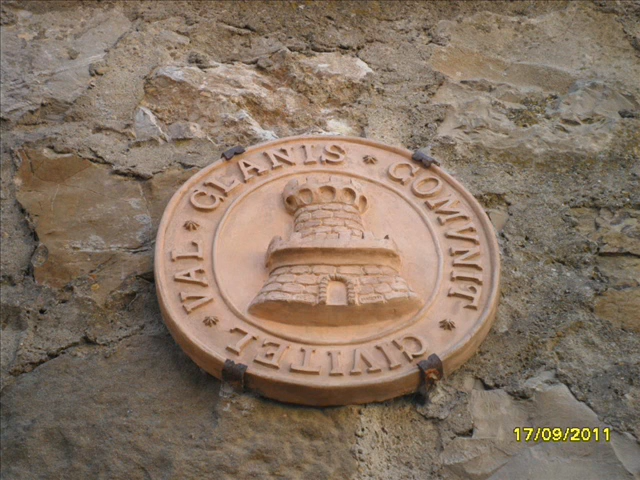 COMVNIT * CIVITEL * VAL * CLANIS *
17/09/2011